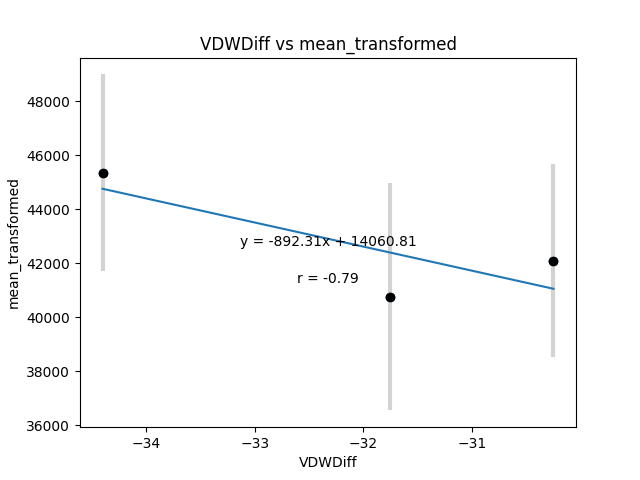 VDWDiff vs mean_transformed
48000
46000
44000
42000
40000
38000
36000
mean_transformed
y = -892.31x + 14060.81
r = -0.79
−34
−33
−32
−31
VDWDiff